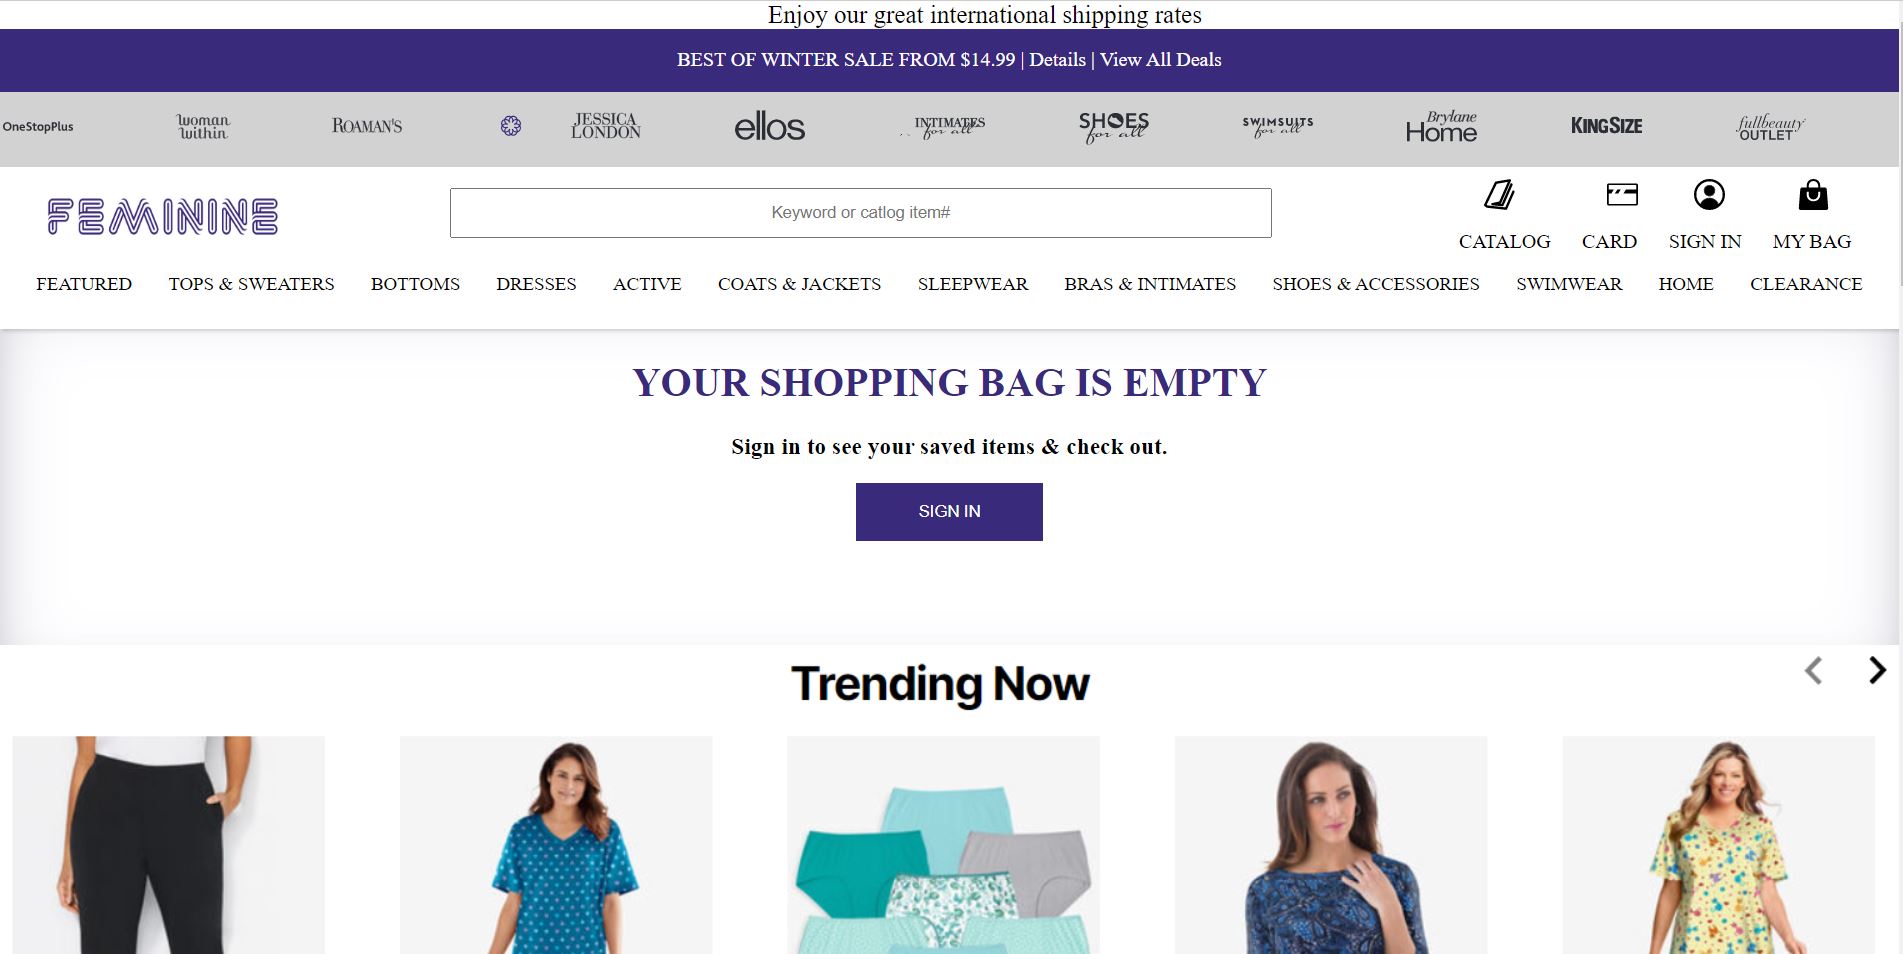 Enjoy our great international shipping rates
BEST OF WINTER SALE FROM $14.99 | Details | View All Deals
OneStopPlus
woman within
ROAMAN'S
JESSICA LONDON
ellos
INTIMATES for all
SHOES for all
SWIMSUITS for all
Brylane Home
KINGSIZE
fullbeauty OUTLET
FEMININE
Keyword or catlog item#
CATALOG CARD SIGN IN MY BAG
FEATURED TOPS & SWEATERS BOTTOMS DRESSES ACTIVE COATS & JACKETS SLEEPWEAR BRAS & INTIMATES SHOES & ACCESSORIES SWIMWEAR HOME CLEARANCE
YOUR SHOPPING BAG IS EMPTY
Sign in to see your saved items & check out.
SIGN IN
Trending Now